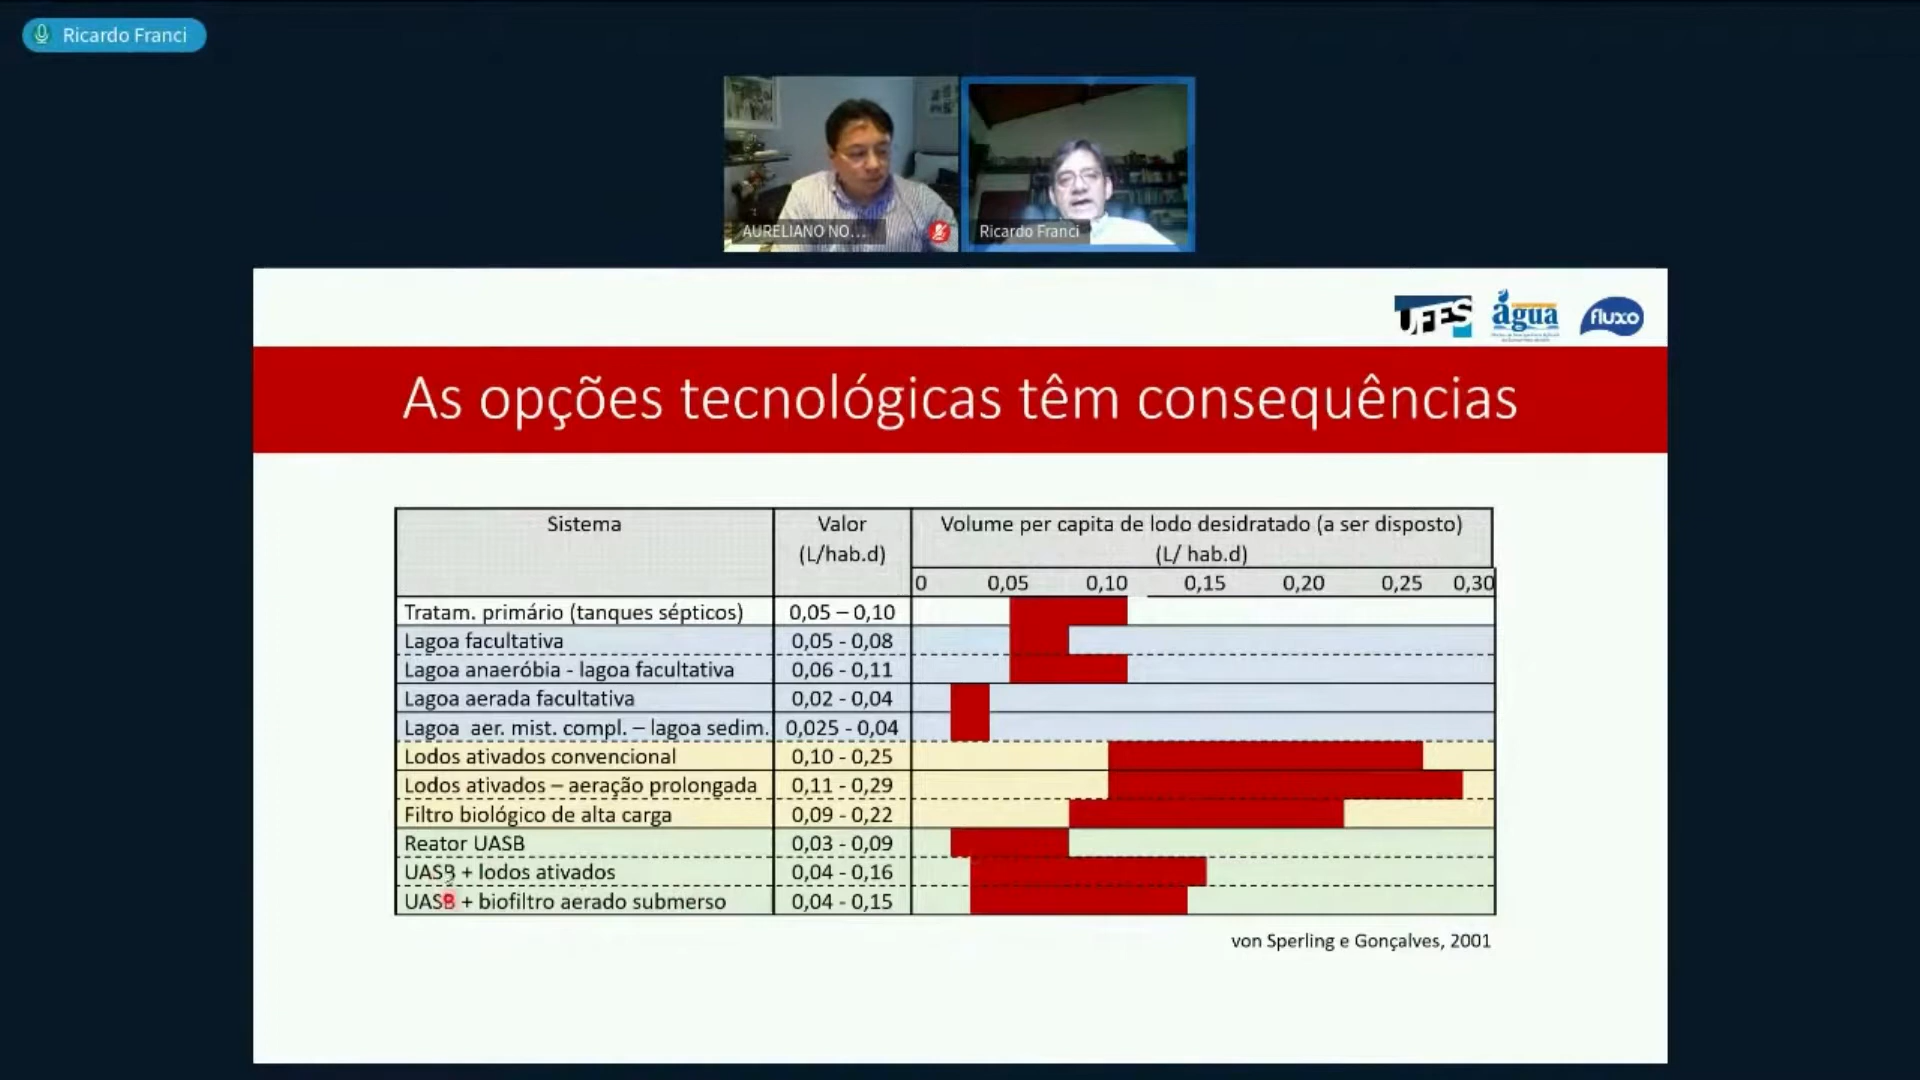 Ricardo Franci
AURELIANO NO...
Ricardo Franci
UFES
água
fluxo
As opções tecnológicas têm consequências
Sistema
Valor
(L/hab.d)
Volume per capita de lodo desidratado (a ser disposto)
(L/ hab.d)
0 0,05 0,10 0,15 0,20 0,25 0,30
Tratam. primário (tanques sépticos) 0,05 – 0,10
Lagoa facultativa 0,05 - 0,08
Lagoa anaeróbia - lagoa facultativa 0,06 - 0,11
Lagoa aerada facultativa 0,02 - 0,04
Lagoa aer. mist. compl. – lagoa sedim. 0,025 - 0,04
Lodos ativados convencional 0,10 - 0,25
Lodos ativados – aeração prolongada 0,11 - 0,29
Filtro biológico de alta carga 0,09 - 0,22
Reator UASB 0,03 - 0,09
UASB + lodos ativados 0,04 - 0,16
UASB + biofiltro aerado submerso 0,04 - 0,15
von Sperling e Gonçalves, 2001